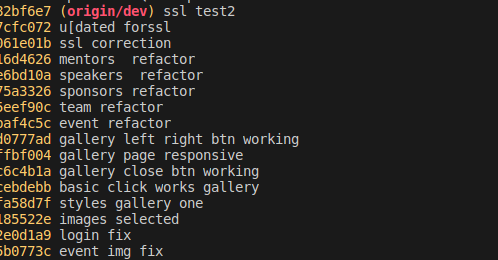 32bf6e7 (origin/dev) ssl test2
7cfc072 u[dated forssl
061e01b ssl correction
16d4626 mentors  refactor
e6bd10a speakers  refactor
75a3326 sponsors refactor
5eef90c team refactor
baf4c5c event refactor
d0777ad gallery left right btn working
ffbf004 gallery page responsive
c6c4b1a gallery close btn working
cebdebb basic click works gallery
fa58d7f styles gallery one
185522e images selected
2e0d1a9 login fix
5b0773c event img fix